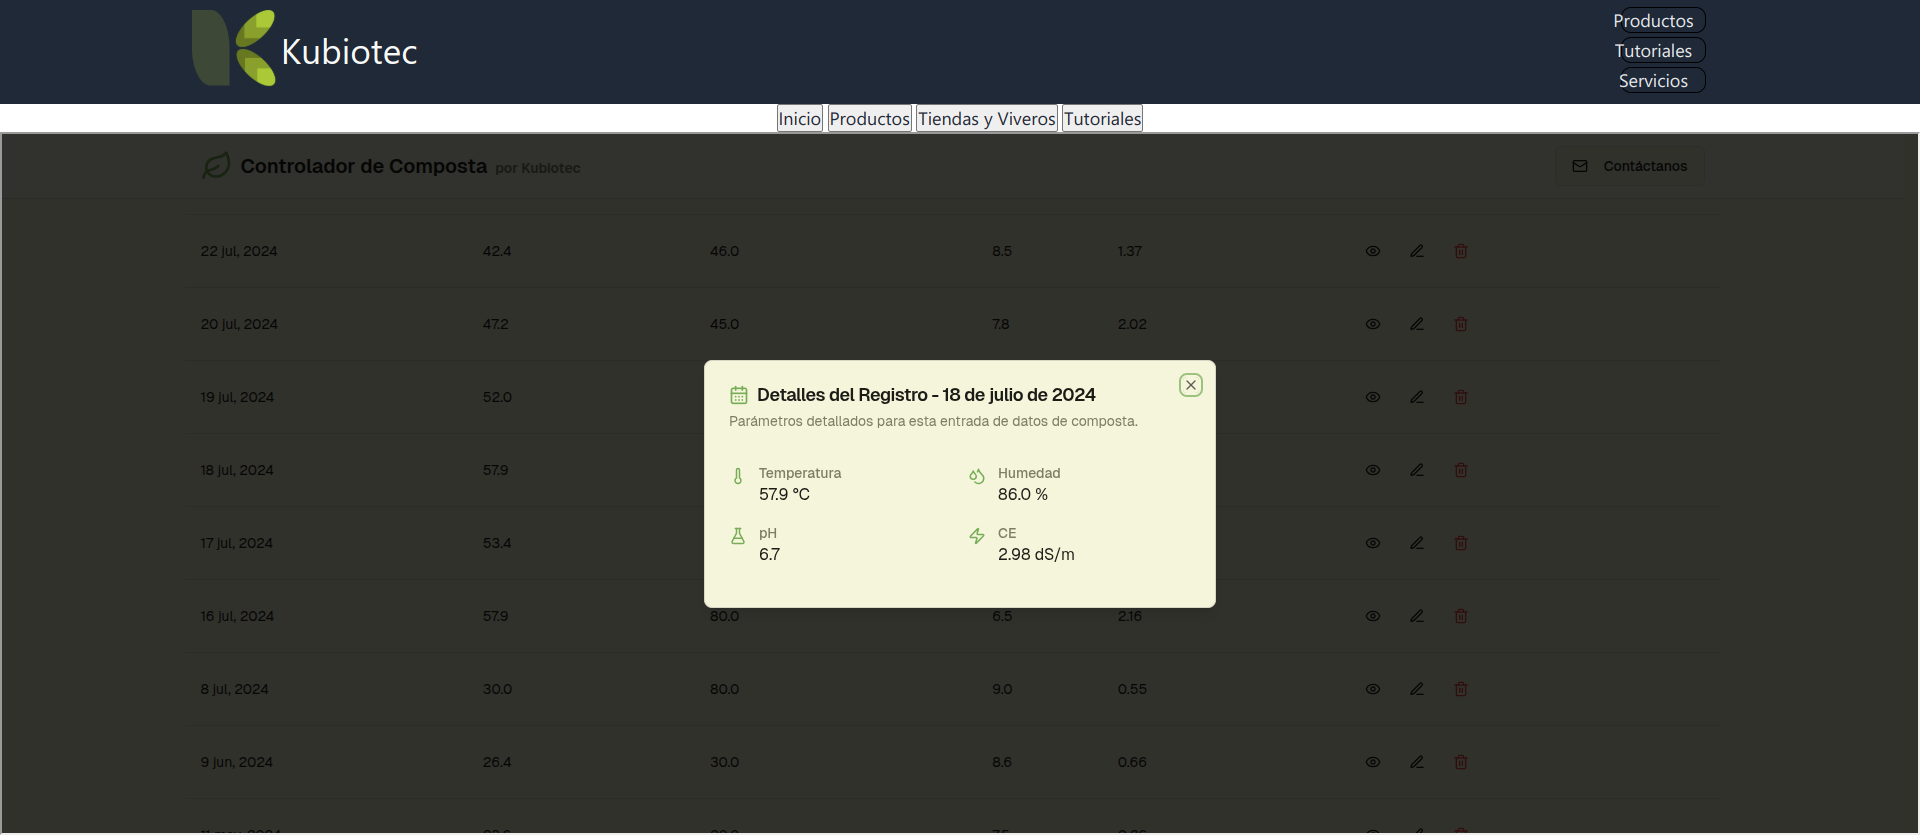 Kubiotec
Productos
Tutoriales
Servicios
Inicio Productos Tiendas y Viveros Tutoriales
Controlador de Composta por Kubiotec
Contáctanos
22 jul, 2024 42.4 46.0 8.5 1.37
20 jul, 2024 47.2 45.0 7.8 2.02
19 jul, 2024 52.0
18 jul, 2024 57.9
17 jul, 2024 53.4
Detalles del Registro - 18 de julio de 2024
Parámetros detallados para esta entrada de datos de composta.
Temperatura
57.9 °C
Humedad
86.0 %
pH
6.7
CE
2.98 dS/m
16 jul, 2024 57.9 80.0 6.5 2.16
8 jul, 2024 30.0 80.0 9.0 0.55
9 jun, 2024 26.4 30.0 8.6 0.66